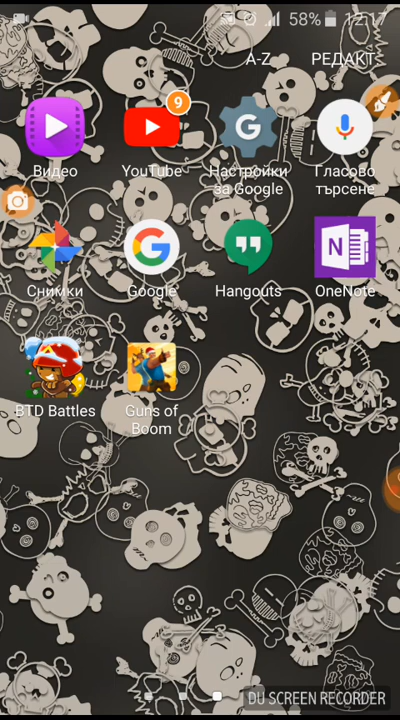 58% 12:17
A-Z РЕДАКТ.
9
Видео YouTube Настройки за Google Гласово търсене
Снимки Google Hangouts OneNote
N
BTD Battles Guns of Boom
DU SCREEN RECORDER